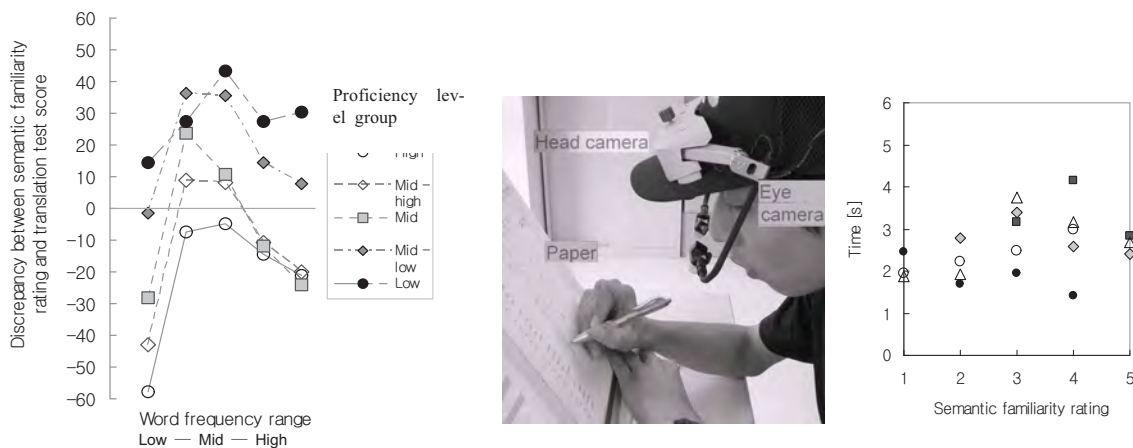 Discrepancy between semantic familiarity
rating and translation test score
60
50
40
30
20
10
0
−10
−20
−30
−40
−50
−60
Word frequency range
Low — Mid — High
Proficiency lev-
el group
High
Mid –
high
Mid
Mid
low
Low
Head camera
Eye
camera
Paper
Time [s]
6
5
4
3
2
1
0
1 2 3 4 5
Semantic familiarity rating